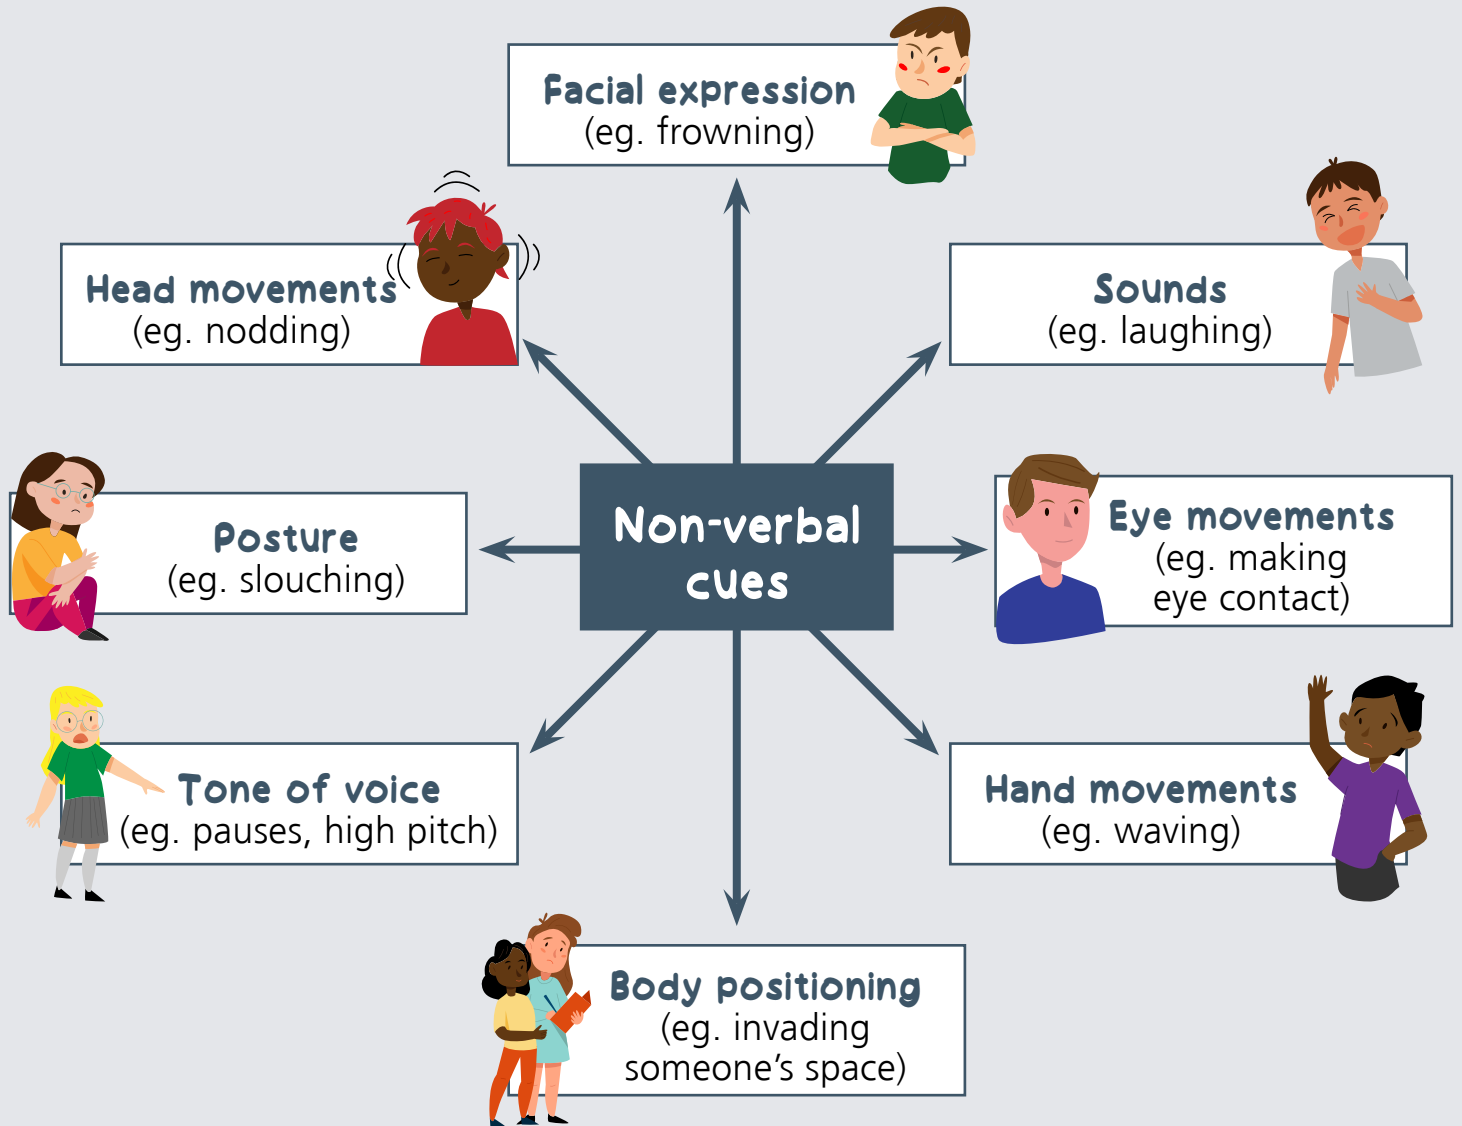 Facial expression
(eg. frowning)
Head movements
(eg. nodding)
Sounds
(eg. laughing)
Posture
(eg. slouching)
Non-verbal
cues
Eye movements
(eg. making
eye contact)
Tone of voice
(eg. pauses, high pitch)
Hand movements
(eg. waving)
Body positioning
(eg. invading
someone's space)